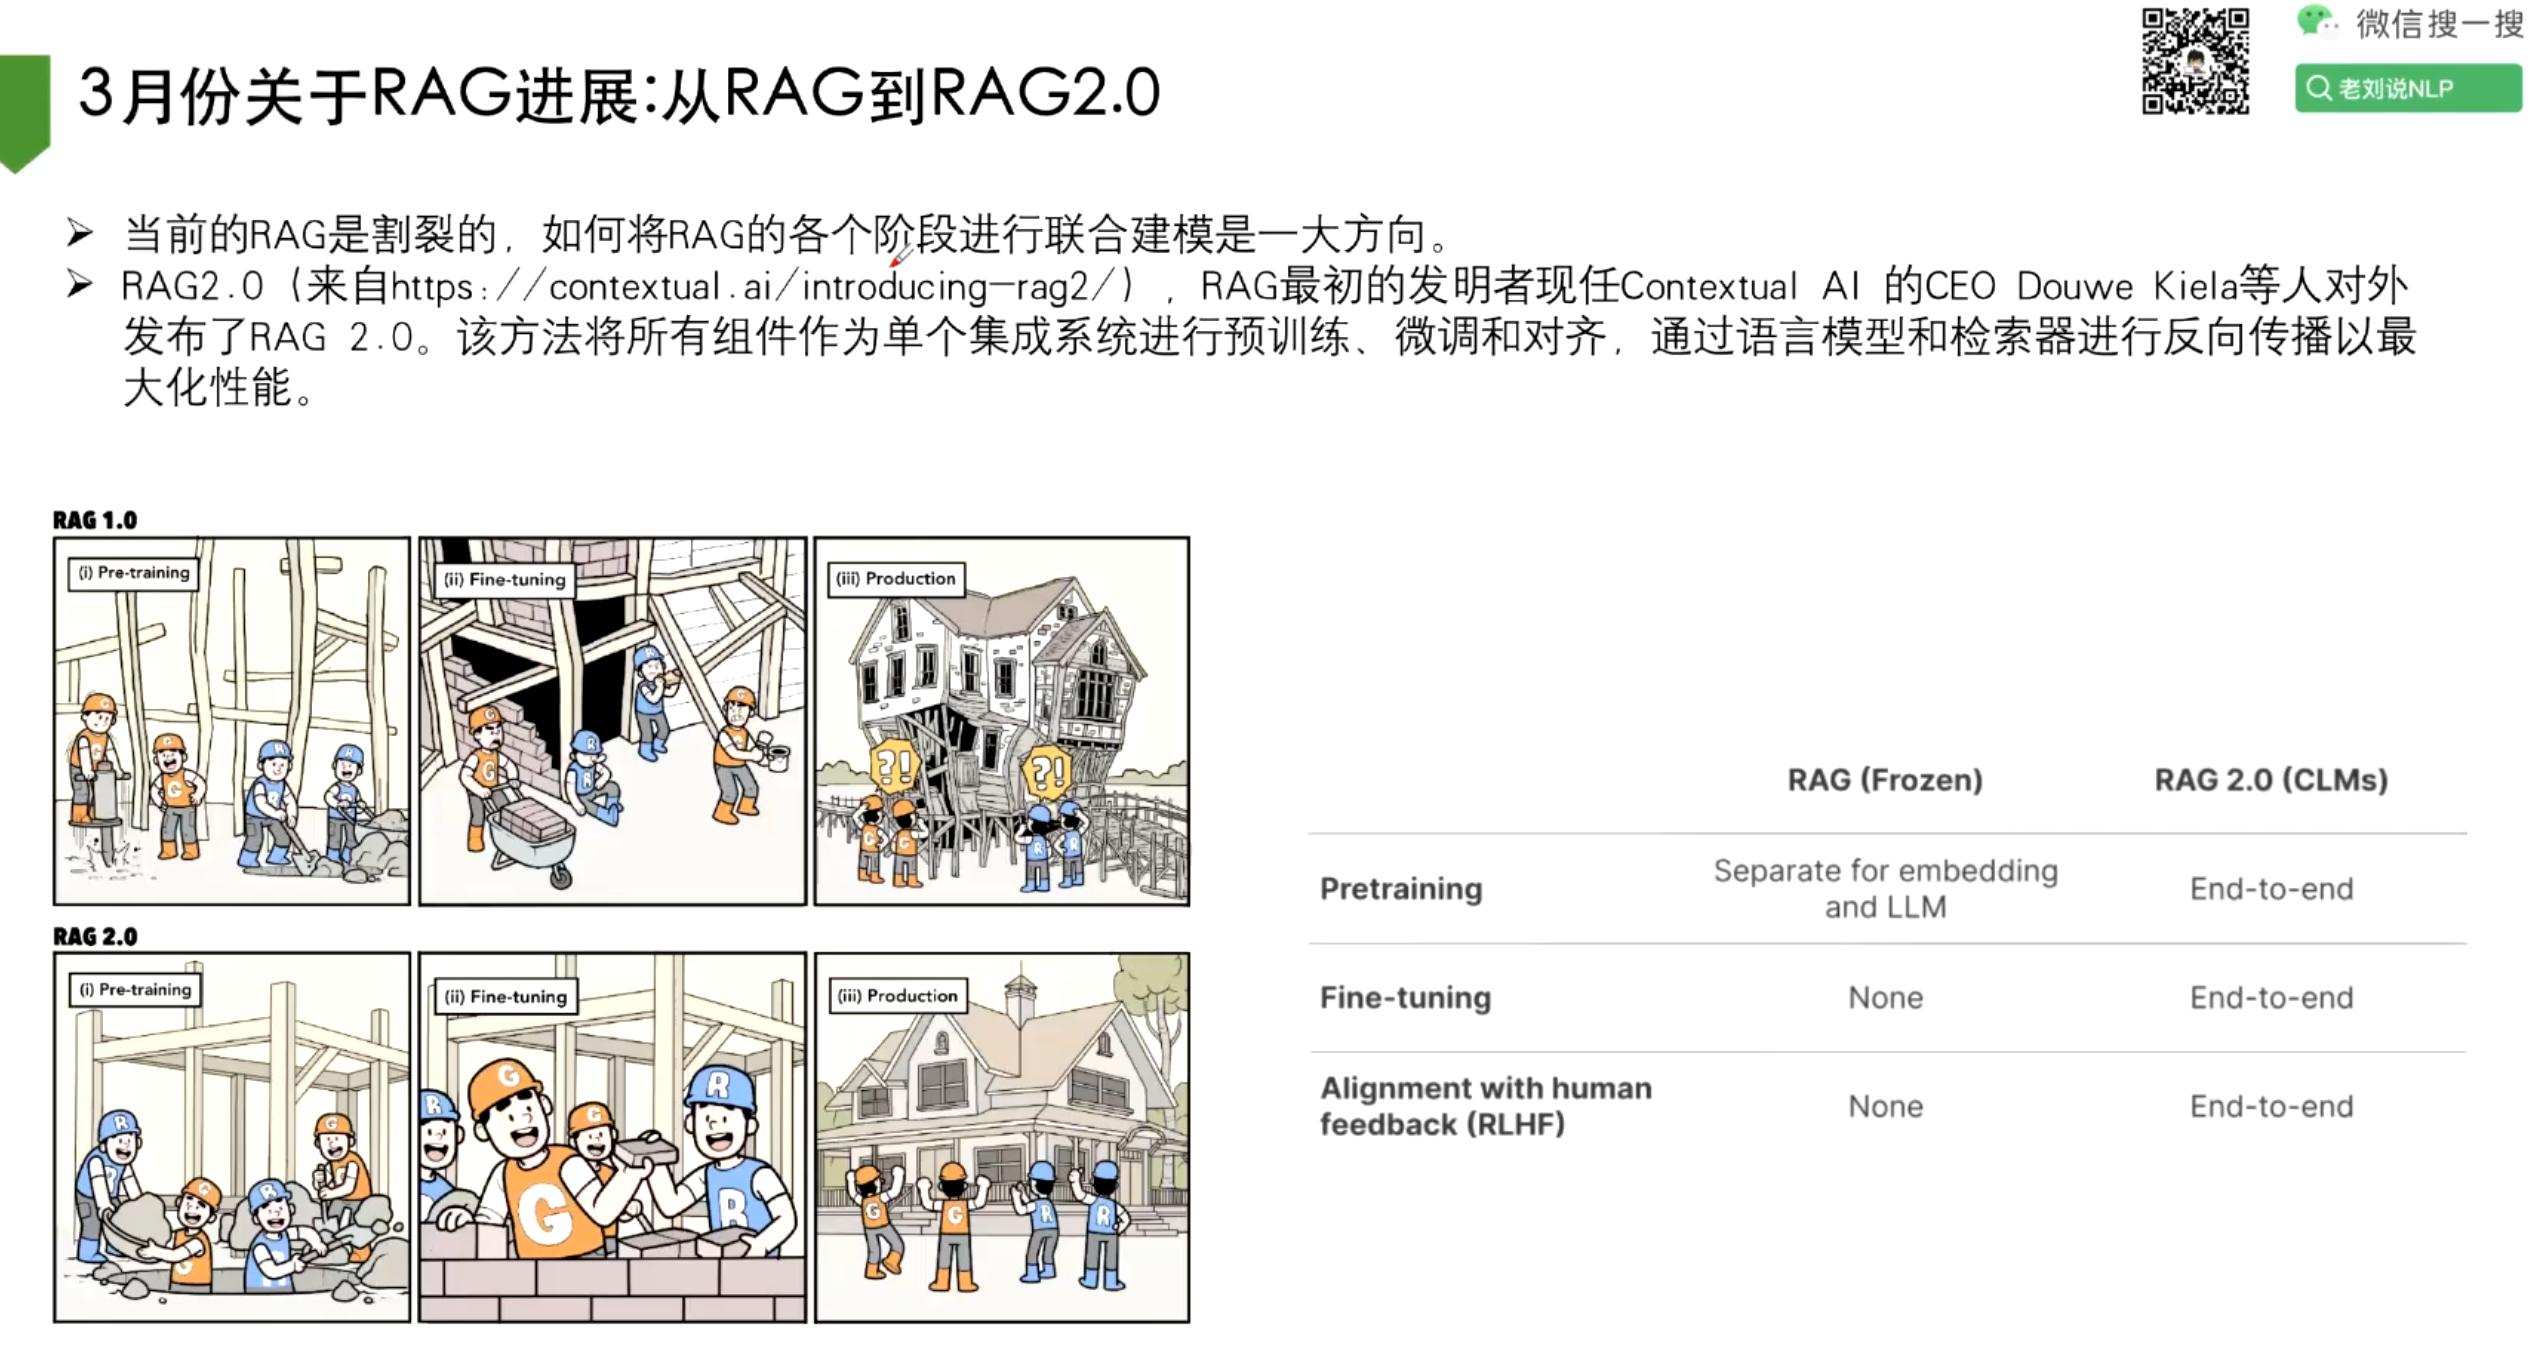 微信搜一搜
老刘说NLP
3月份关于RAG进展:从RAG到RAG2.0
➢ 当前的RAG是割裂的，如何将RAG的各个阶段进行联合建模是一大方向。
➢ RAG2.0（来自https://contextual.ai/introducing-rag2/），RAG最初的发明者现任Contextual AI 的CEO Douwe Kiela等人对外
发布了RAG 2.0。该方法将所有组件作为单个集成系统进行预训练、微调和对齐，通过语言模型和检索器进行反向传播以最
大化性能。
RAG 1.0
(i) Pre-training
G
G
R
R
(ii) Fine-tuning
R
G
G
G
R
R
(iii) Production
?!
?!
G
G
R
R
RAG 2.0
(i) Pre-training
R
G
G
R
(ii) Fine-tuning
R
G
G
R
G
R
(iii) Production
G
G
R
R
RAG (Frozen) RAG 2.0 (CLMs)
Pretraining
Separate for embedding
and LLM
End-to-end
Fine-tuning None End-to-end
Alignment with human
feedback (RLHF)
None End-to-end